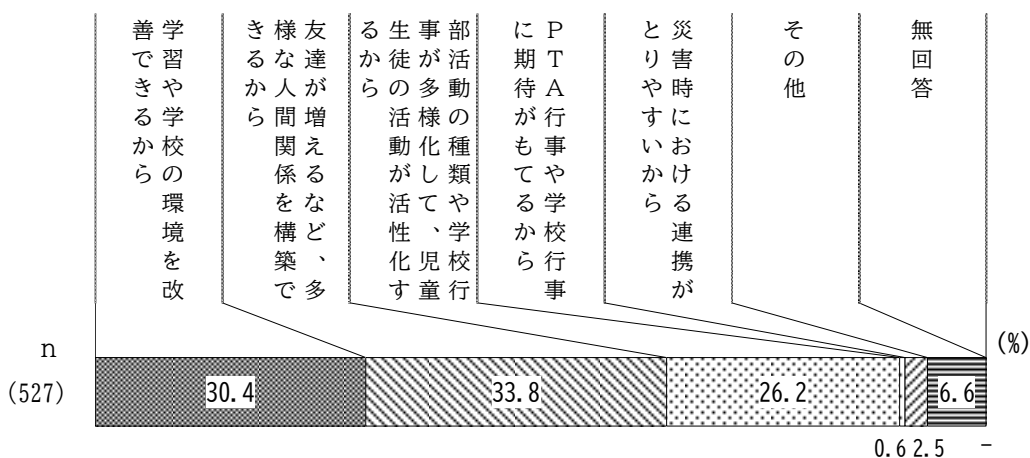 学習や学校の環境を改
善できるから
友達が増えるなど、多
様な人間関係を構築で
きるから
部活動の種類や学校行
事が多様化して、児童
生徒の活動が活性化す
るから
PTA行事や学校行事
に期待がもてるから
災害時における連携が
とりやすいから
その他
無回答
n
(%)
(527)
30.4
33.8
26.2
6.6
0.6
2.5
-